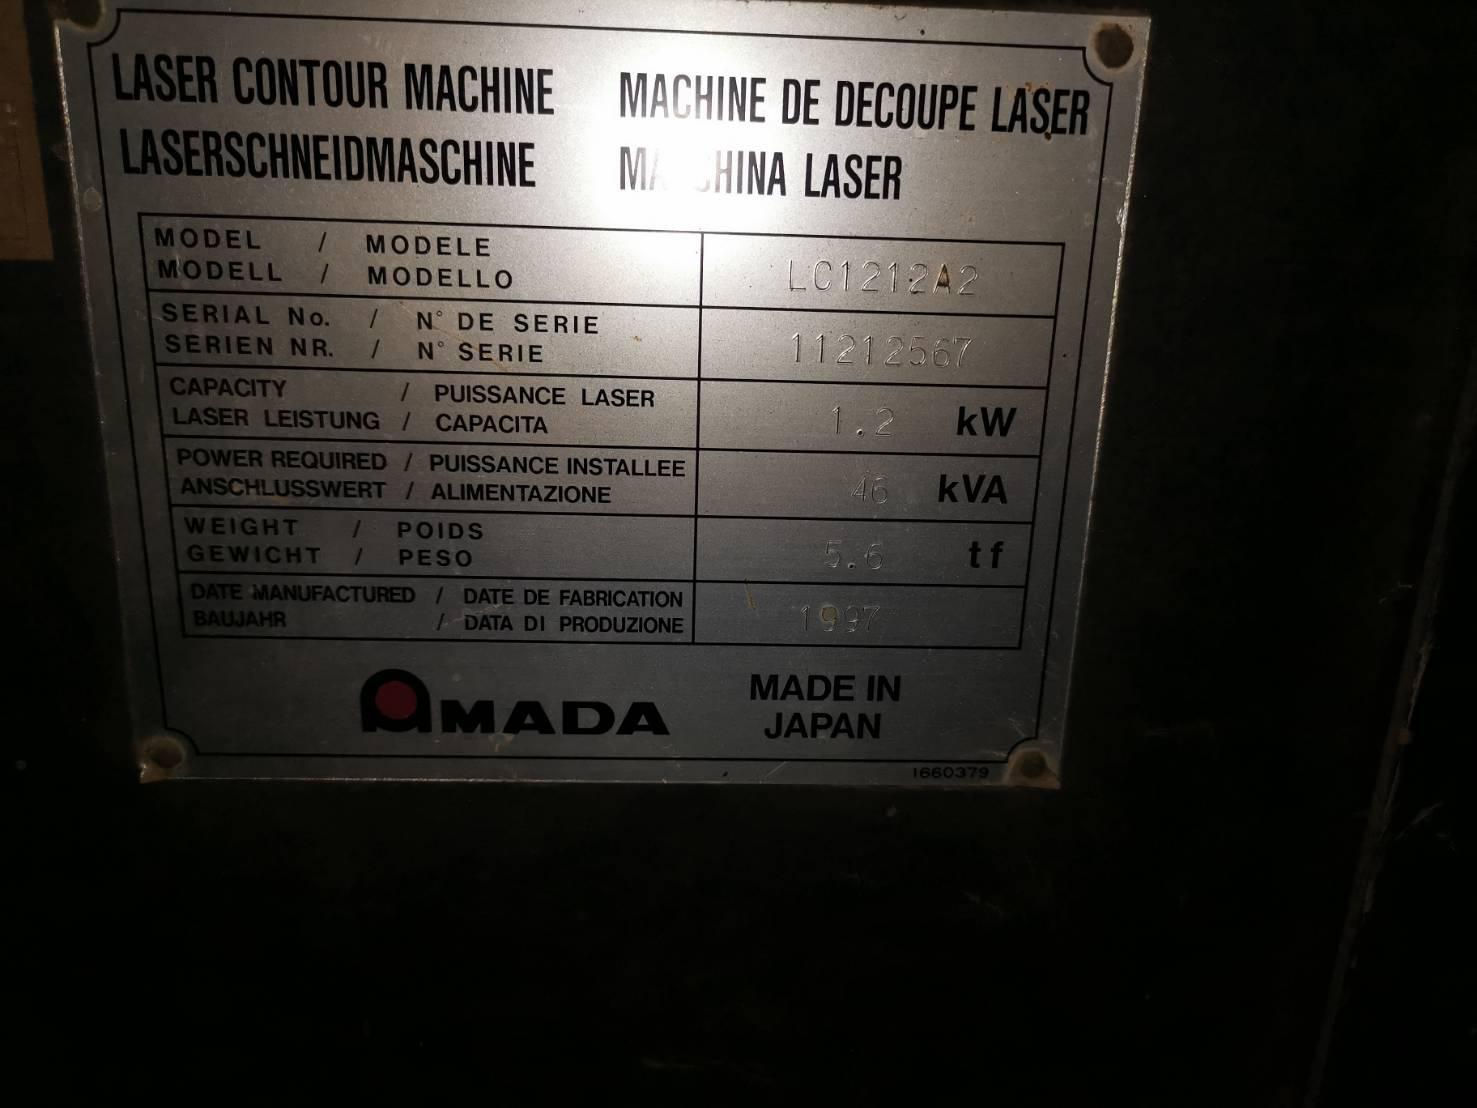 LASER CONTOUR MACHINE MACHINE DE DECOUPE LASER
LASERSCHNEIDMASCHINE MACCHINA LASER
MODEL / MODELE
MODELL / MODELLO
LC1212A2
SERIAL No. / N° DE SERIE
SERIEN NR. / N° SERIE
11212567
CAPACITY / PUISSANCE LASER
LASER LEISTUNG / CAPACITA
1.2 kW
POWER REQUIRED / PUISSANCE INSTALLEE
ANSCHLUSSWERT / ALIMENTAZIONE
46 kVA
WEIGHT / POIDS
GEWICHT / PESO
5.6 tf
DATE MANUFACTURED / DATE DE FABRICATION
BAUJAHR / DATA DI PRODUZIONE
1997
AMADA
MADE IN
JAPAN
1660379